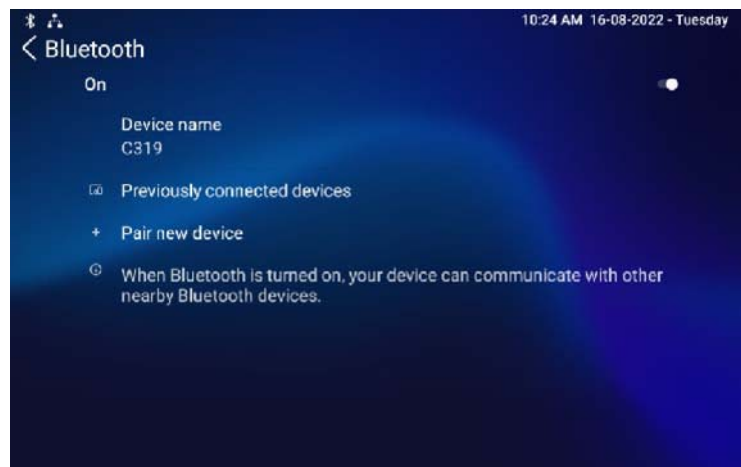 10:24 AM 16-08-2022 - Tuesday
Bluetooth
On
Device name
C319
Previously connected devices
Pair new device
When Bluetooth is turned on, your device can communicate with other
nearby Bluetooth devices.